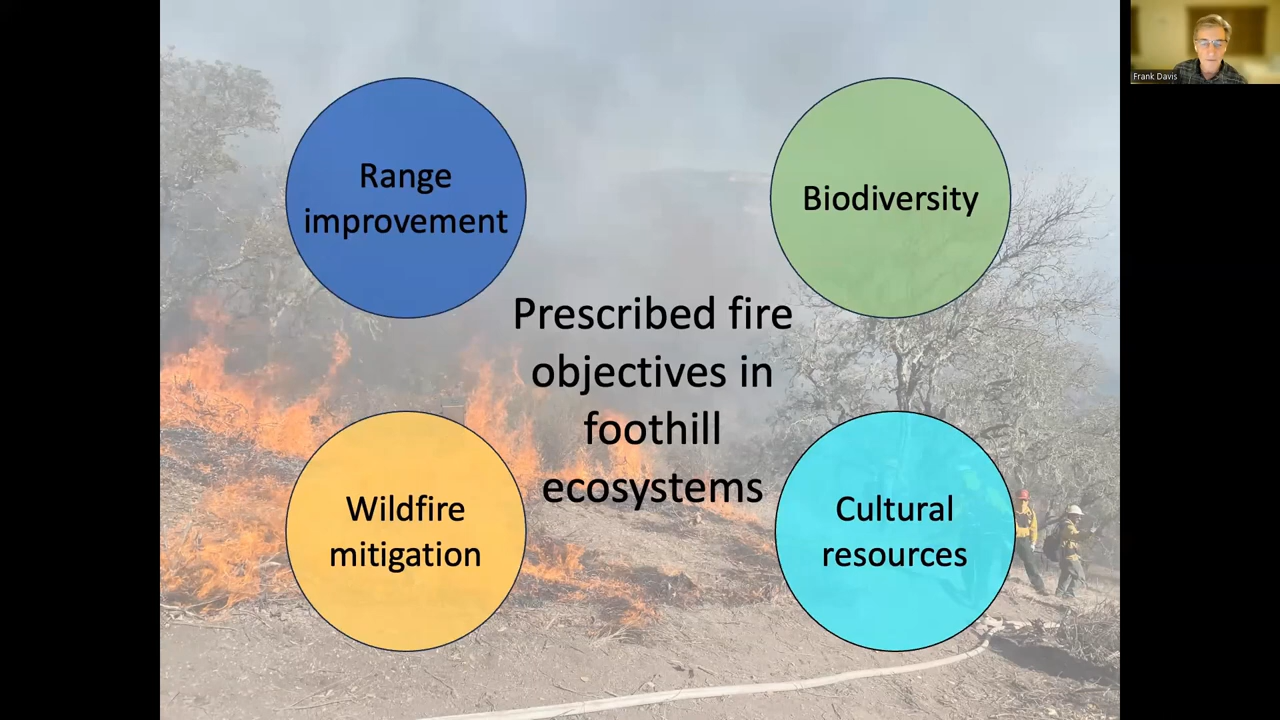 Range
improvement
Biodiversity
Prescribed fire
objectives in
foothill
ecosystems
Wildfire
mitigation
Cultural
resources
Frank Davis